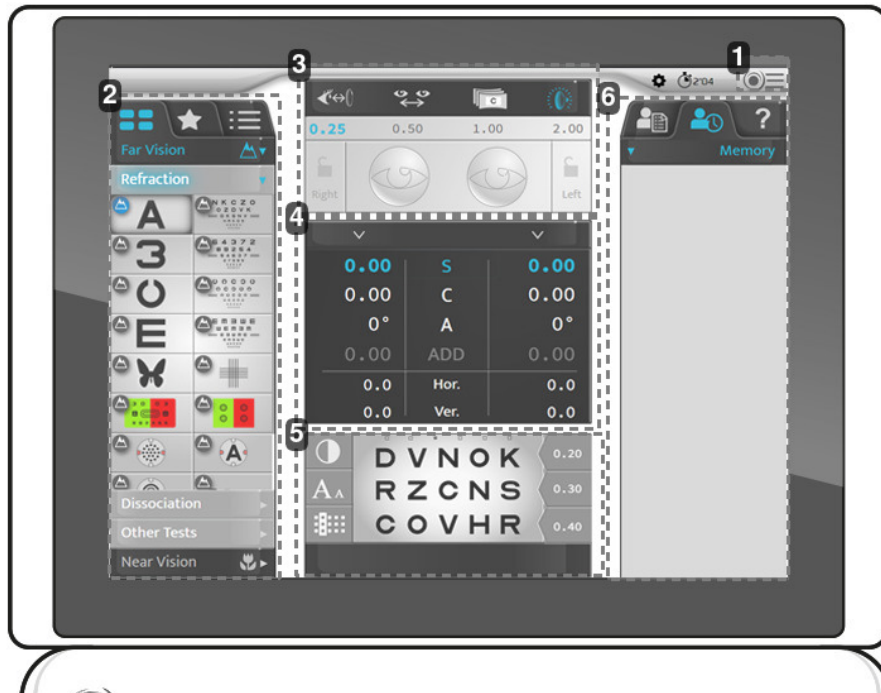 1
2'04
2
3
6
Far Vision
0.25 0.50 1.00 2.00
?
Memory
Refraction
Right
Left
4
A
3
E
0.00 S 0.00
0.00 C 0.00
0° A 0°
0.00 ADD 0.00
0.0 Hor. 0.0
0.0 Ver. 0.0
5
A
Dissociation
Other Tests
Near Vision
D V N O K 0.20
A A R Z C N S 0.30
C O V H R 0.40